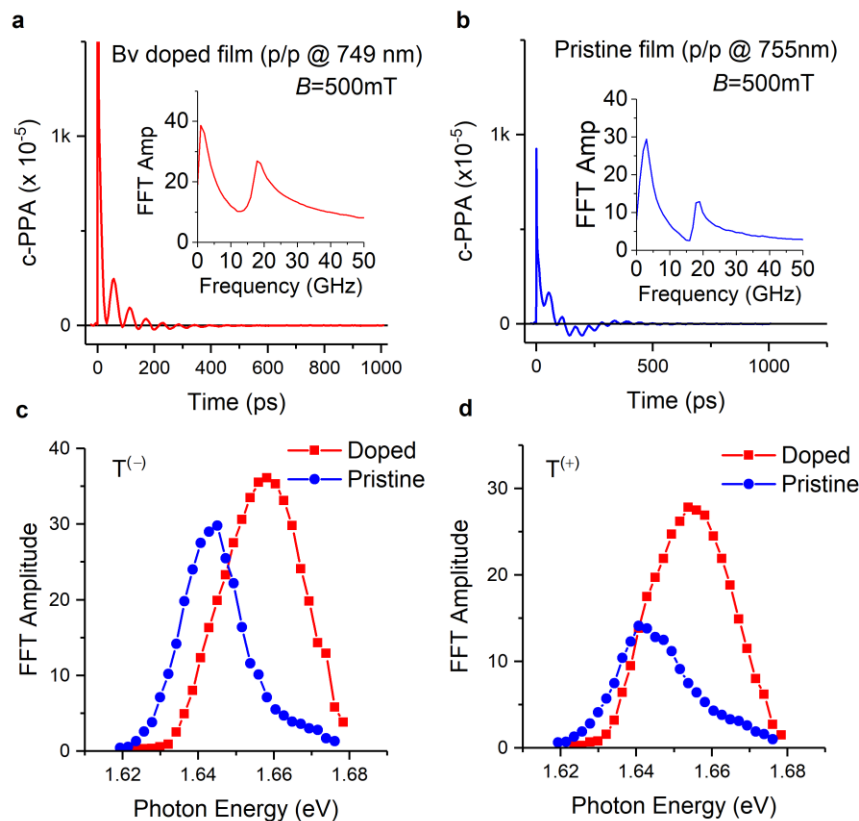 a
Bv doped film (p/p @ 749 nm)
B=500mT
c-PPA (x 10⁻⁵)
1k
0
0 200 400 600 800 1000
Time (ps)
FFT Amp
40
20
0
0 10 20 30 40 50
Frequency (GHz)
b
Pristine film (p/p @ 755nm)
B=500mT
c-PPA (x 10⁻⁵)
1k
0
0 500 1000
Time (ps)
FFT Amp
40
30
20
10
0
0 10 20 30 40 50
Frequency (GHz)
c
T⁽⁻⁾
Doped
Pristine
FFT Amplitude
40
30
20
10
0
1.62 1.64 1.66 1.68
Photon Energy (eV)
d
T⁽⁺⁾
Doped
Pristine
FFT Amplitude
30
20
10
0
1.62 1.64 1.66 1.68
Photon Energy (eV)